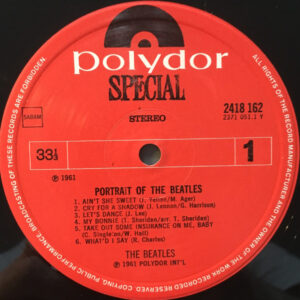 polydor
SPECIAL
STEREO
SABAM
2418 162
2371 051.1 Y
33⅓
1
℗ 1961
PORTRAIT OF THE BEATLES
1. AIN'T SHE SWEET (J. Yellen/M. Ager)
2. CRY FOR A SHADOW (J. Lennon/G. Harrison)
3. LET'S DANCE (J. Lee)
4. MY BONNIE (T. Sheridan/arr. T. Sheridan)
5. TAKE OUT SOME INSURANCE ON ME, BABY
(C. Singleton/W. Hall)
6. WHAT'D I SAY (R. Charles)
THE BEATLES
℗ 1961 POLYDOR INT'L
ALL RIGHTS OF THE RECORD MANUFACTURER AND THE OWNER OF THE WORK RECORDED RESERVED.
COPYING, PUBLIC PERFORMANCE, BROADCASTING OF THESE RECORDS ARE FORBIDDEN